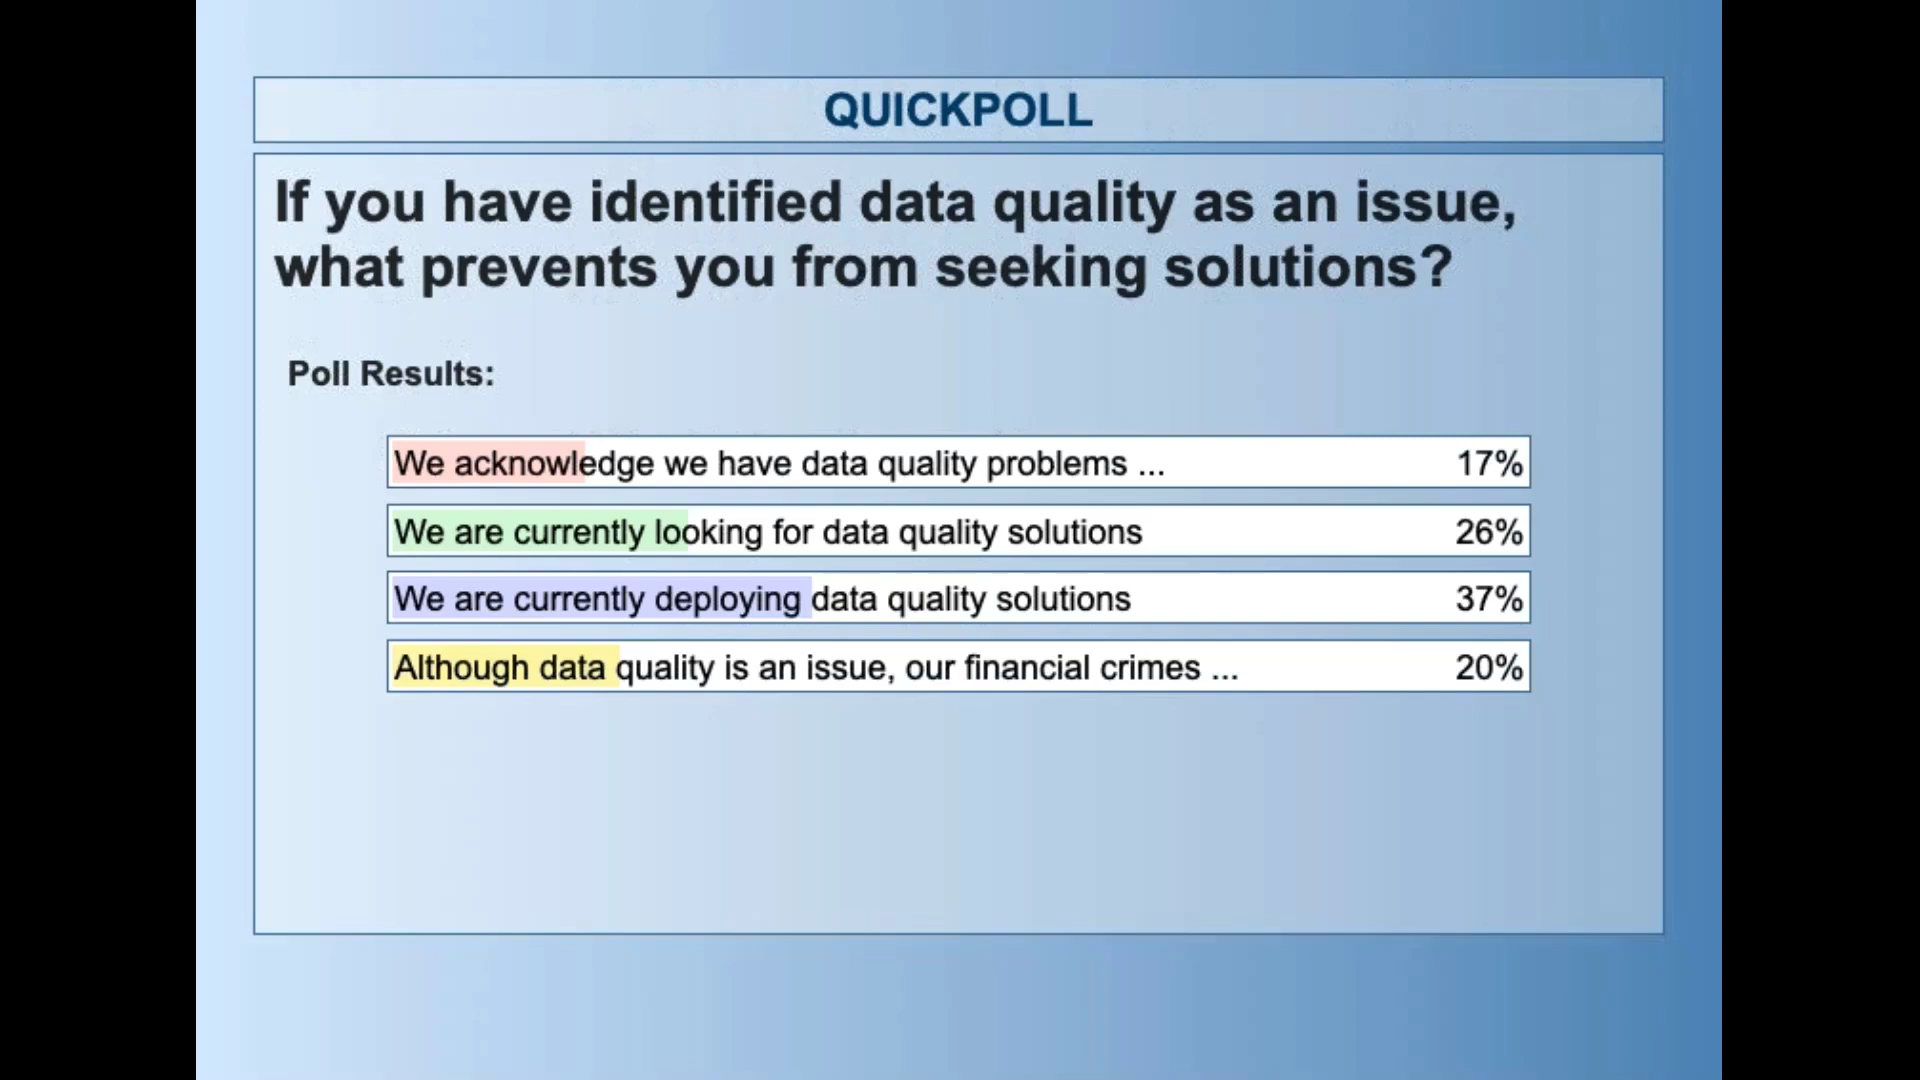 QUICKPOLL
If you have identified data quality as an issue,
what prevents you from seeking solutions?
Poll Results:
We acknowledge we have data quality problems ... 17%
We are currently looking for data quality solutions 26%
We are currently deploying data quality solutions 37%
Although data quality is an issue, our financial crimes ... 20%